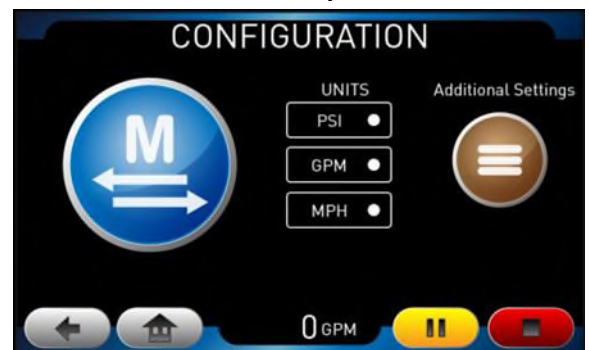 CONFIGURATION
M
UNITS
PSI
GPM
MPH
Additional Settings
0 GPM